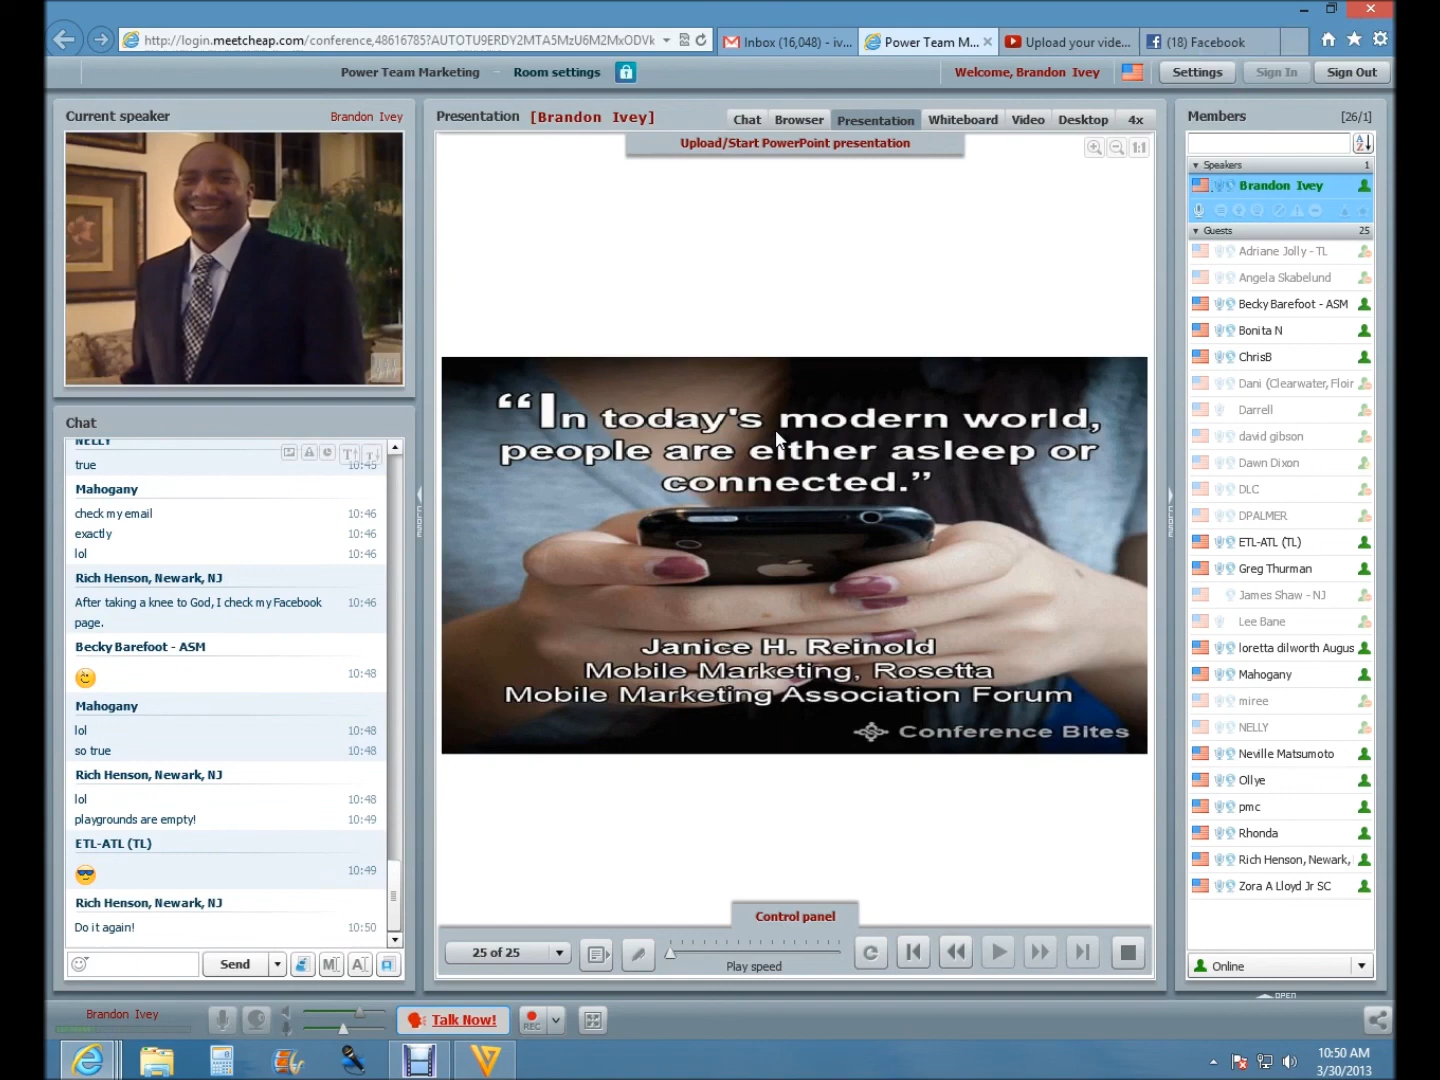 http://login.meetcheap.com/conference,48616785?AUTOTU9ERDY2MTA5MzU6M2MxODVk
Inbox (16,048) - iv...
Power Team M...
Upload your vide...
(18) Facebook
Power Team Marketing
Room settings
Welcome, Brandon Ivey
Settings
Sign In
Sign Out
Current speaker
Brandon Ivey
Presentation [Brandon Ivey]
Chat
Browser
Presentation
Whiteboard
Video
Desktop
4x
Upload/Start PowerPoint presentation
1:1
“In today's modern world,
people are either asleep or
connected.”
Janice H. Reinold
Mobile Marketing, Rosetta
Mobile Marketing Association Forum
Conference Bites
Control panel
25 of 25
Play speed
Chat
NELLY
true 10:45
Mahogany
check my email 10:46
exactly 10:46
lol 10:46
Rich Henson, Newark, NJ
After taking a knee to God, I check my Facebook 10:46
page.
Becky Barefoot - ASM
10:48
Mahogany
lol 10:48
so true 10:48
Rich Henson, Newark, NJ
lol 10:48
playgrounds are empty! 10:49
ETL-ATL (TL)
10:49
Rich Henson, Newark, NJ
Do it again! 10:50
Send
Members [26/1]
Speakers 1
Brandon Ivey
Guests 25
Adriane Jolly - TL
Angela Skabelund
Becky Barefoot - ASM
Bonita N
ChrisB
Dani (Clearwater, Floir
Darrell
david gibson
Dawn Dixon
DLC
DPALMER
ETL-ATL (TL)
Greg Thurman
James Shaw - NJ
Lee Bane
loretta dilworth Augus
Mahogany
miree
NELLY
Neville Matsumoto
Ollye
pmc
Rhonda
Rich Henson, Newark,
Zora A Lloyd Jr SC
Online
OPEN
Brandon Ivey
Talk Now!
REC
10:50 AM
3/30/2013